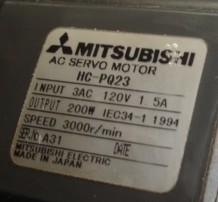 MITSUBISHI
AC SERVO MOTOR
HC-PQ23
INPUT 3AC 120V 1.5A
OUTPUT 200W IEC34-1 1994
SPEED 3000r/min
SER.NO A31 DATE
MITSUBISHI ELECTRIC
MADE IN JAPAN